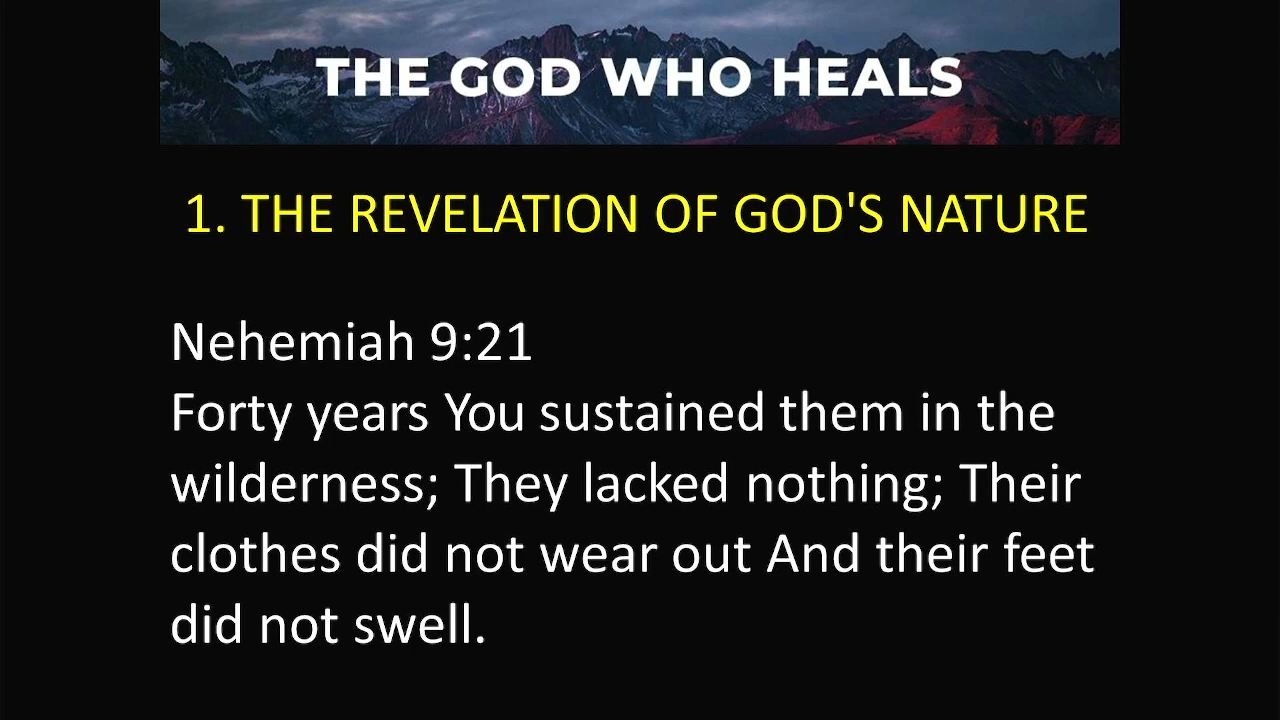 THE GOD WHO HEALS
1. THE REVELATION OF GOD'S NATURE
Nehemiah 9:21
Forty years You sustained them in the
wilderness; They lacked nothing; Their
clothes did not wear out And their feet
did not swell.